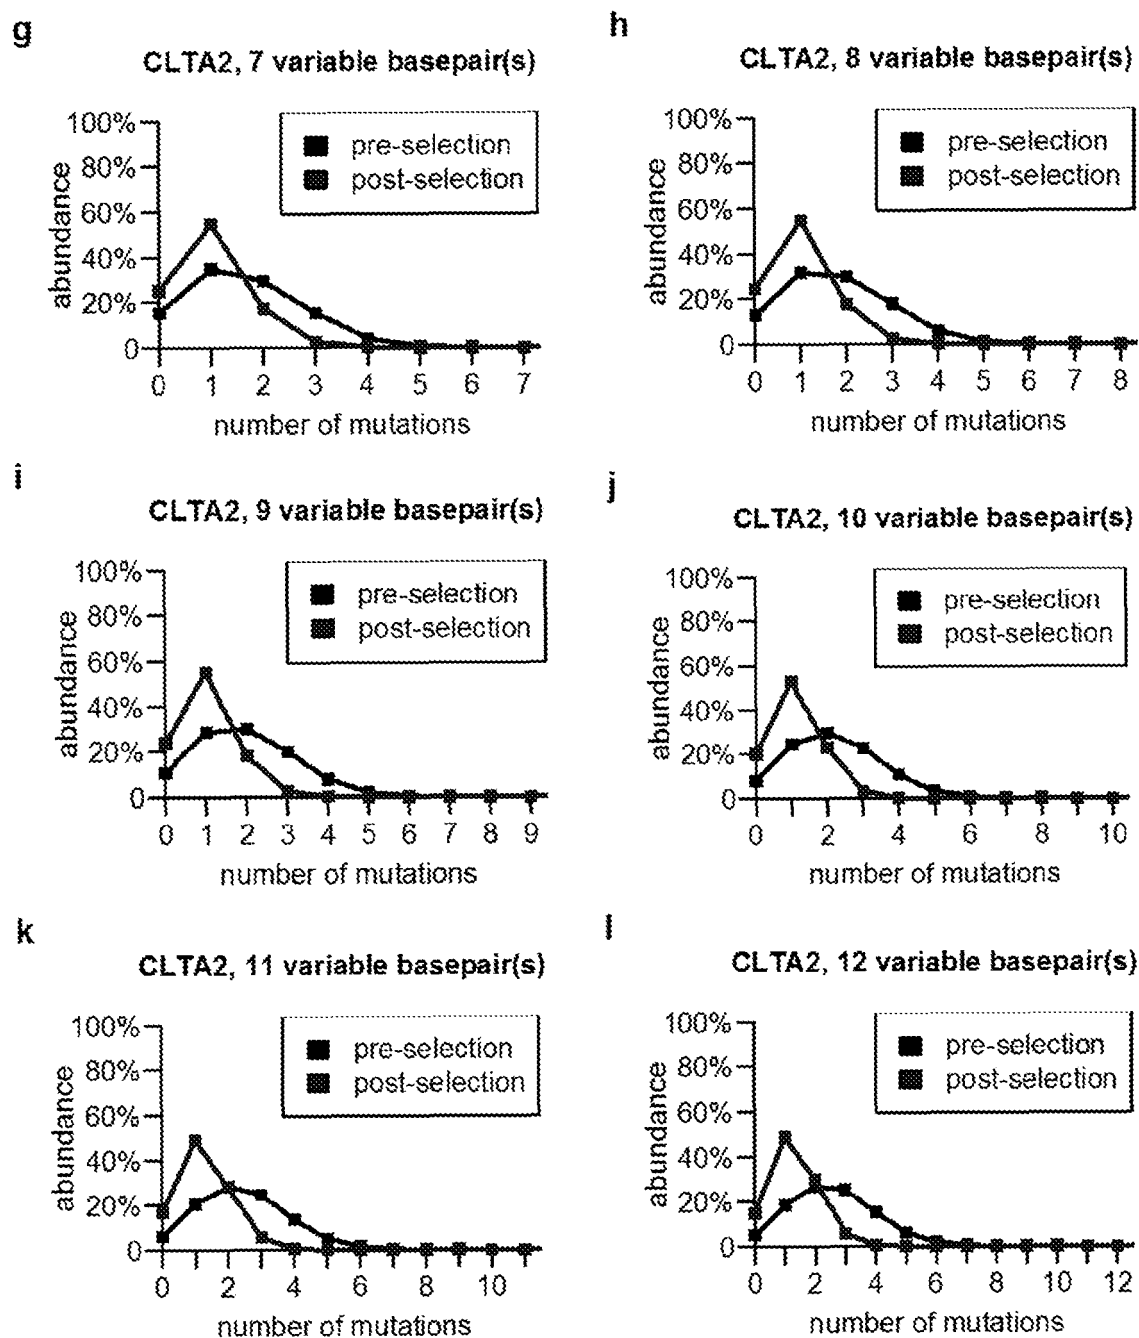 g
CLTA2, 7 variable basepair(s)
100%
80%
60%
40%
20%
0
abundance
pre-selection
post-selection
0 1 2 3 4 5 6 7
number of mutations
h
CLTA2, 8 variable basepair(s)
100%
80%
60%
40%
20%
0
abundance
pre-selection
post-selection
0 1 2 3 4 5 6 7 8
number of mutations
i
CLTA2, 9 variable basepair(s)
100%
80%
60%
40%
20%
0
abundance
pre-selection
post-selection
0 1 2 3 4 5 6 7 8 9
number of mutations
j
CLTA2, 10 variable basepair(s)
100%
80%
60%
40%
20%
0
abundance
pre-selection
post-selection
0 2 4 6 8 10
number of mutations
k
CLTA2, 11 variable basepair(s)
100%
80%
60%
40%
20%
0
abundance
pre-selection
post-selection
0 2 4 6 8 10
number of mutations
l
CLTA2, 12 variable basepair(s)
100%
80%
60%
40%
20%
0
abundance
pre-selection
post-selection
0 2 4 6 8 10 12
number of mutations